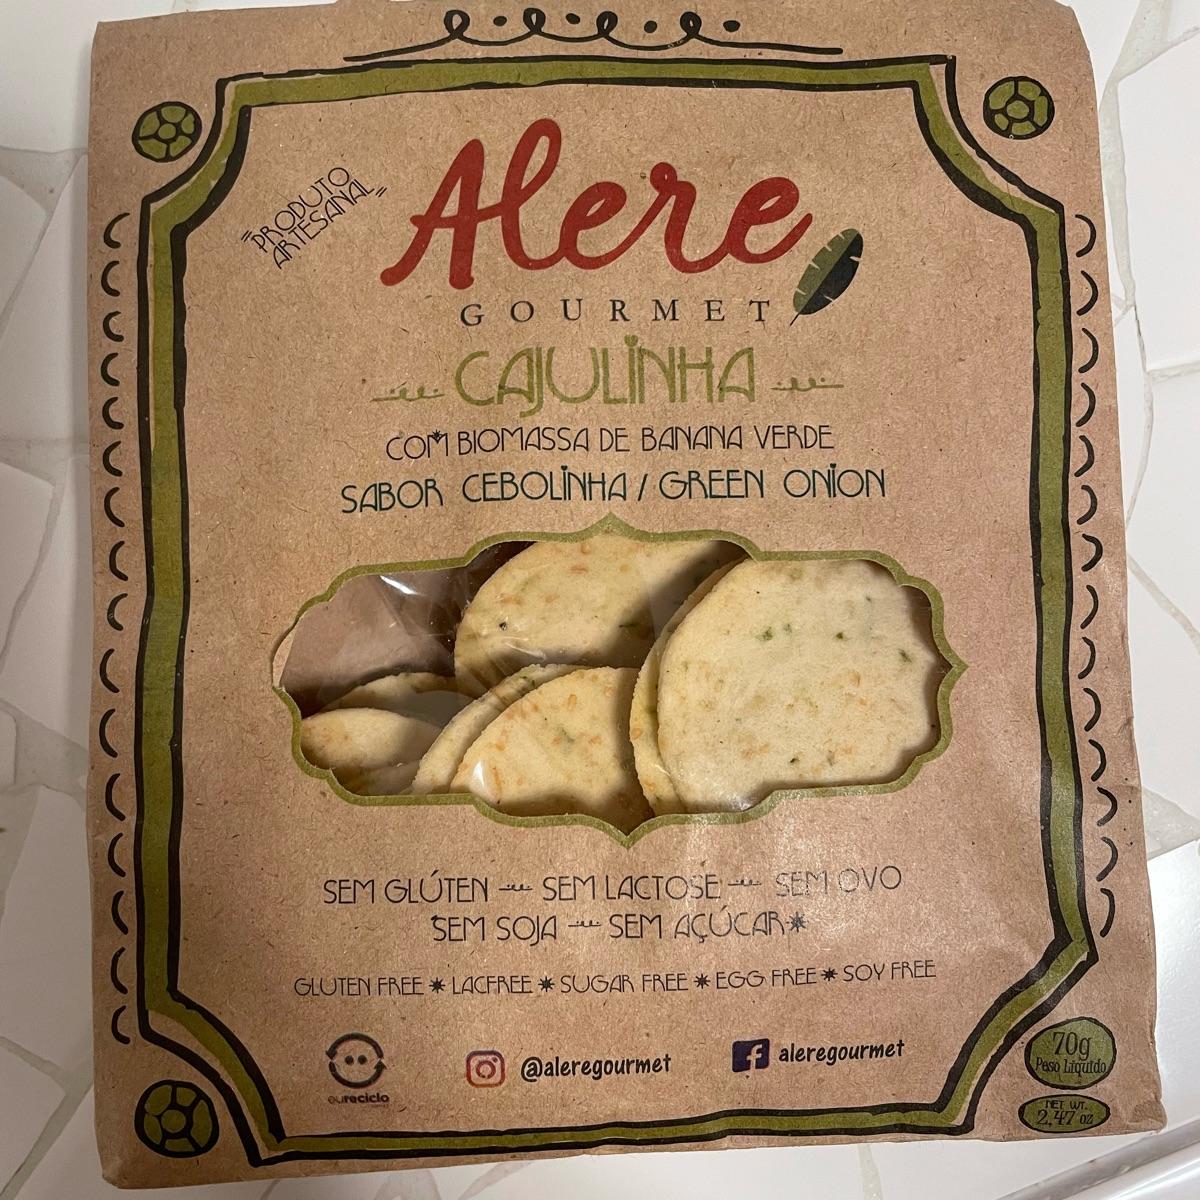 PRODUTO
ARTESANAL
Alere
GOURMET
CAJULINHA
COM BIOMASSA DE BANANA VERDE
SABOR CEBOLINHA / GREEN ONION
SEM GLÚTEN SEM LACTOSE SEM OVO
SEM SOJA SEM AÇÚCAR*
GLUTEN FREE * LACFREE * SUGAR FREE * EGG FREE * SOY FREE
eureciclo
@aleregourmet
aleregourmet
70g
Peso Líquido
NET WT.
2,47 oz